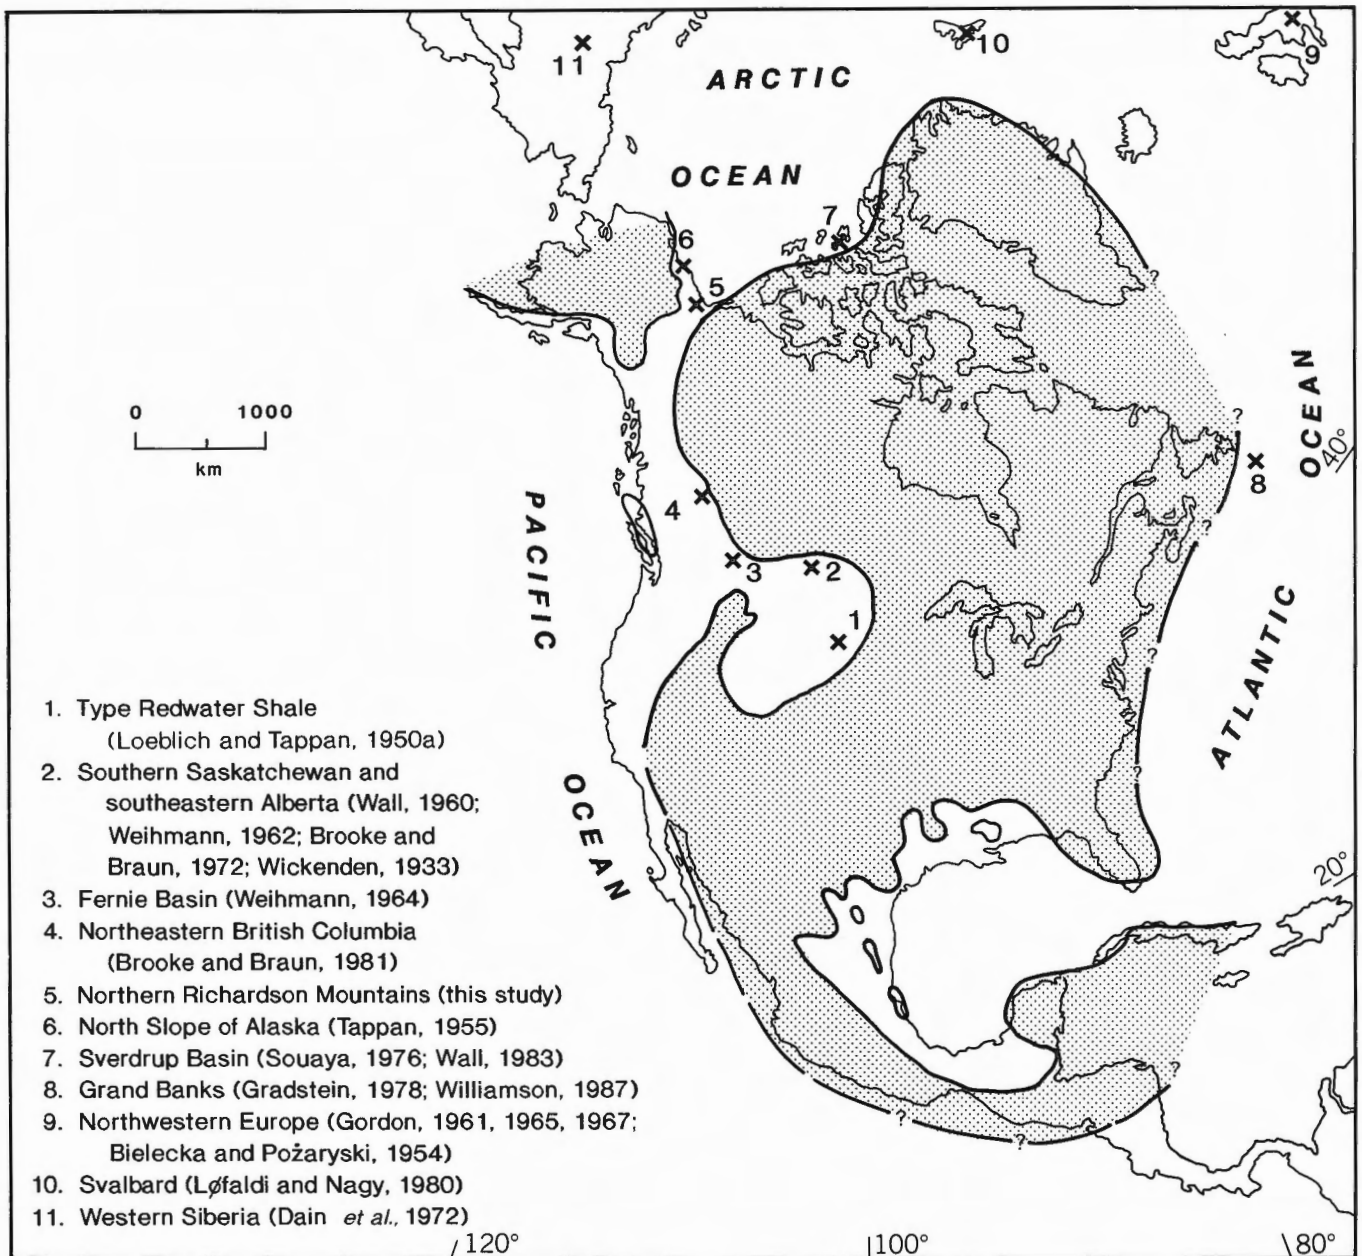 11
10
9
ARCTIC
OCEAN
7
6
5
?
0 1000
km
?
OCEAN
40°
8
4
?
PACIFIC
3
2
1
?
ATLANTIC
?
OCEAN
20°
?
?
?
1. Type Redwater Shale
(Loeblich and Tappan, 1950a)
2. Southern Saskatchewan and
southeastern Alberta (Wall, 1960;
Weihmann, 1962; Brooke and
Braun, 1972; Wickenden, 1933)
3. Fernie Basin (Weihmann, 1964)
4. Northeastern British Columbia
(Brooke and Braun, 1981)
5. Northern Richardson Mountains (this study)
6. North Slope of Alaska (Tappan, 1955)
7. Sverdrup Basin (Souaya, 1976; Wall, 1983)
8. Grand Banks (Gradstein, 1978; Williamson, 1987)
9. Northwestern Europe (Gordon, 1961, 1965, 1967;
Bielecka and Požaryski, 1954)
10. Svalbard (Løfaldi and Nagy, 1980)
11. Western Siberia (Dain et al., 1972)
120°
100°
80°